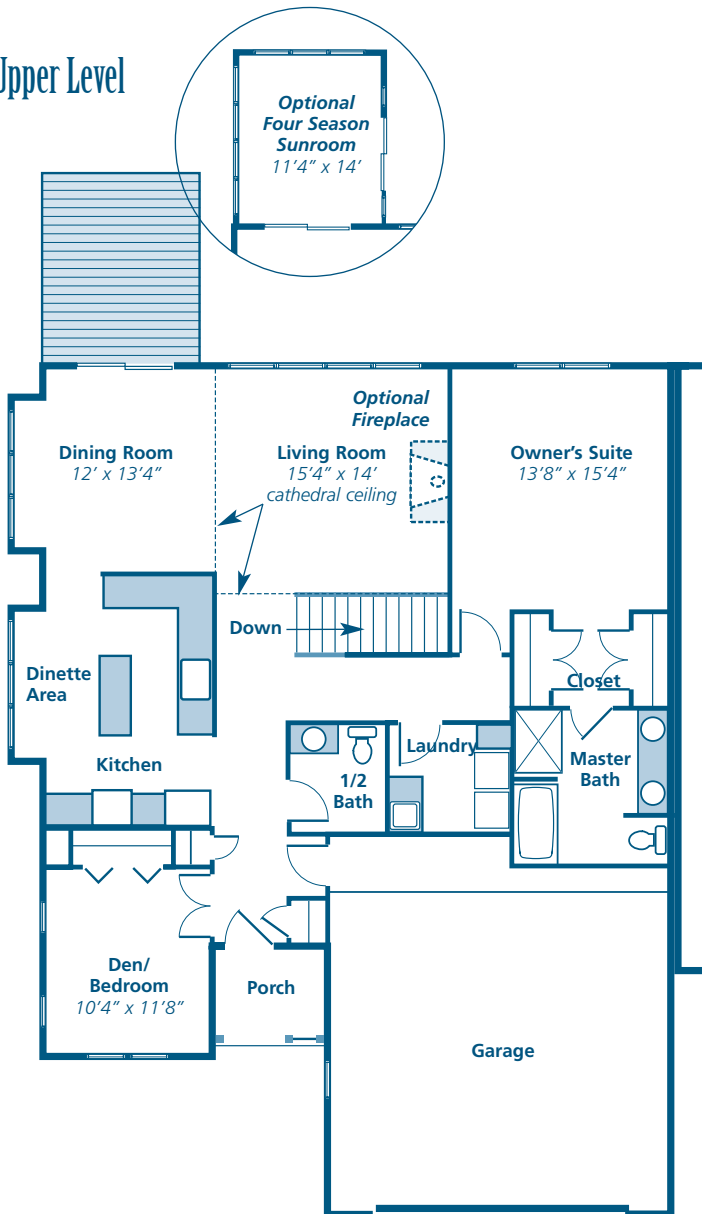 Upper Level
Optional
Four Season
Sunroom
11’4” x 14’
Optional
Fireplace
Dining Room
12’ x 13’4”
Living Room
15’4” x 14’
cathedral ceiling
Owner’s Suite
13’8” x 15’4”
Down
Dinette
Area
Closet
Kitchen
Laundry
1/2
Bath
Master
Bath
Den/
Bedroom
10’4” x 11’8”
Porch
Garage